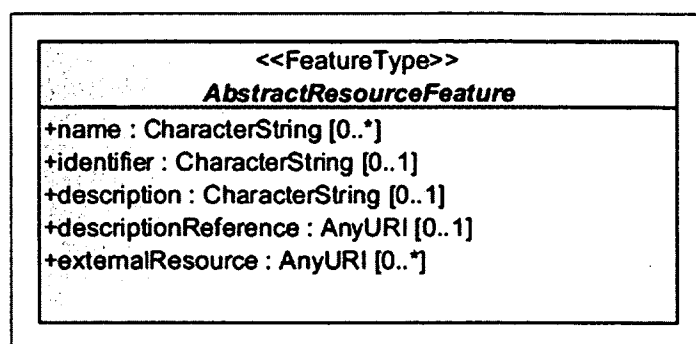 <<FeatureType>>
AbstractResourceFeature
+name : CharacterString [0..*]
+identifier : CharacterString [0..1]
+description : CharacterString [0..1]
+descriptionReference : AnyURI [0..1]
+externalResource : AnyURI [0..*]